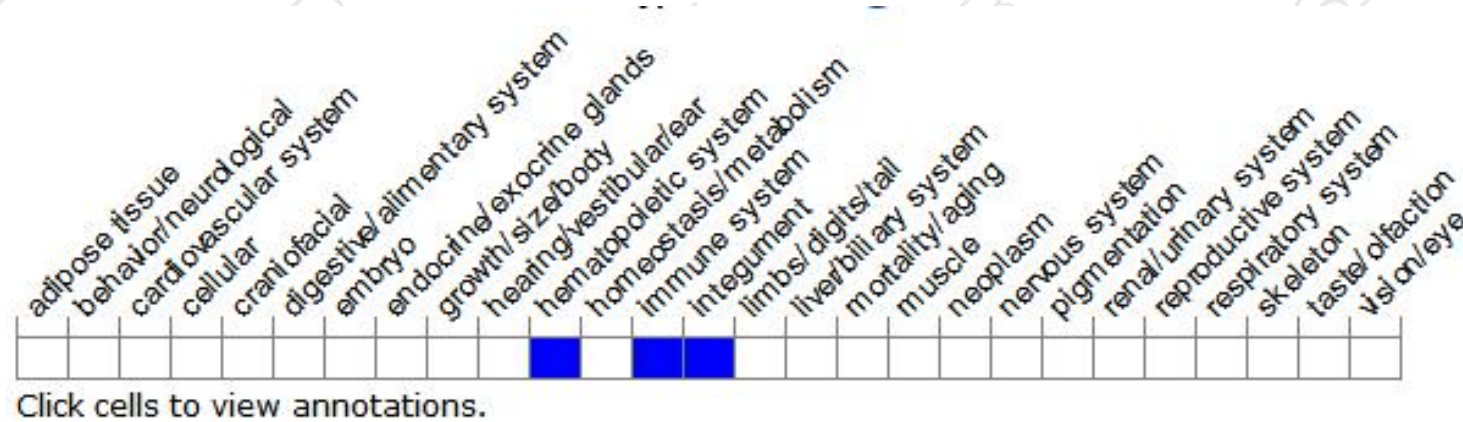 adipose tissue
behavior/neurological
cardiovascular system
cellular
craniofacial
digestive/alimentary system
embryo
endocrine/exocrine glands
growth/size/body
hearing/vestibular/ear
hematopoietic system
homeostasis/metabolism
immune system
integument
limbs/digits/tail
liver/biliary system
mortality/aging
muscle
neoplasm
nervous system
pigmentation
renal/urinary system
reproductive system
respiratory system
skeleton
taste/olfaction
vision/eye
Click cells to view annotations.